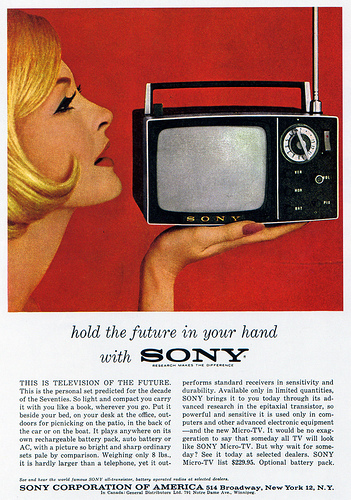 SONY
hold the future in your hand
with SONY
RESEARCH MAKES THE DIFFERENCE
THIS IS TELEVISION OF THE FUTURE.
This is the personal set predicted for the decade
of the Seventies. So light and compact you carry
it with you like a book, wherever you go. Put it
beside your bed, on your desk at the office, out-
doors for picnicking on the patio, in the back of
the car or on the boat. It plays anywhere on its
own rechargeable battery pack, auto battery or
AC, with a picture so bright and sharp ordinary
sets pale by comparison. Weighing only 8 lbs.,
it is hardly larger than a telephone, yet it out-
performs standard receivers in sensitivity and
durability. Available only in limited quantities,
SONY brings it to you today through its ad-
vanced research in the epitaxial transistor, so
powerful and sensitive it is used only in com-
puters and other advanced electronic equipment
—and the new Micro-TV. It would be no exag-
geration to say that someday all TV will look
like SONY Micro-TV. But why wait for some-
day? See it today at selected dealers. SONY
Micro-TV list $229.95. Optional battery pack.
See and hear the world famous SONY all-transistor, battery operated radios at selected dealers.
SONY CORPORATION OF AMERICA 514 Broadway, New York 12, N.Y.
In Canada: General Distributors Ltd. 791 Notre Dame Ave., Winnipeg